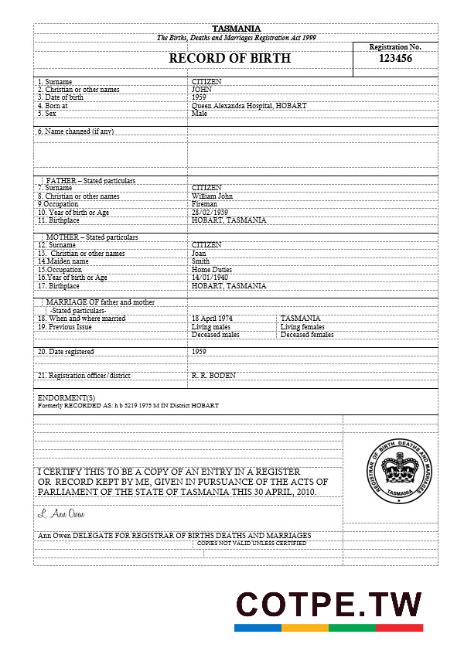 TASMANIA
The Births, Deaths and Marriages Registration Act 1999
Registration No.
RECORD OF BIRTH
123456
1. Surname CITIZEN
2. Christian or other names JOHN
3. Date of birth 1959
4. Born at Queen Alexandra Hospital, HOBART
5. Sex Male
6. Name changed (if any)
FATHER – Stated particulars
7. Surname CITIZEN
8. Christian or other names William John
9.Occupation Fireman
10. Year of birth or Age 28/02/1939
11. Birthplace HOBART, TASMANIA
MOTHER – Stated particulars
12. Surname CITIZEN
13. Christian or other names Joan
14.Maiden name Smith
15.Occupation Home Duties
16.Year of birth or Age 14/01/1940
17. Birthplace HOBART, TASMANIA
MARRIAGE OF father and mother
-Stated particulars-
18. When and where married 18 April 1974 TASMANIA
19. Previous Issue Living males Living females
Deceased males Deceased females
20. Date registered 1959
21. Registration officer/district R. R. BODEN
ENDORMENT(S)
Formerly RECORDED AS: h b 5219 1975 M IN District HOBART
I CERTIFY THIS TO BE A COPY OF AN ENTRY IN A REGISTER
OR RECORD KEPT BY ME, GIVEN IN PURSUANCE OF THE ACTS OF
PARLIAMENT OF THE STATE OF TASMANIA THIS 30 APRIL, 2010.
REGISTRAR OF BIRTH DEATHS AND MARRIAGES
TASMANIA
L Ann Owen
Ann Owen DELEGATE FOR REGISTRAR OF BIRTHS DEATHS AND MARRIAGES
COPIES NOT VALID UNLESS CERTIFIED
COTPE.TW